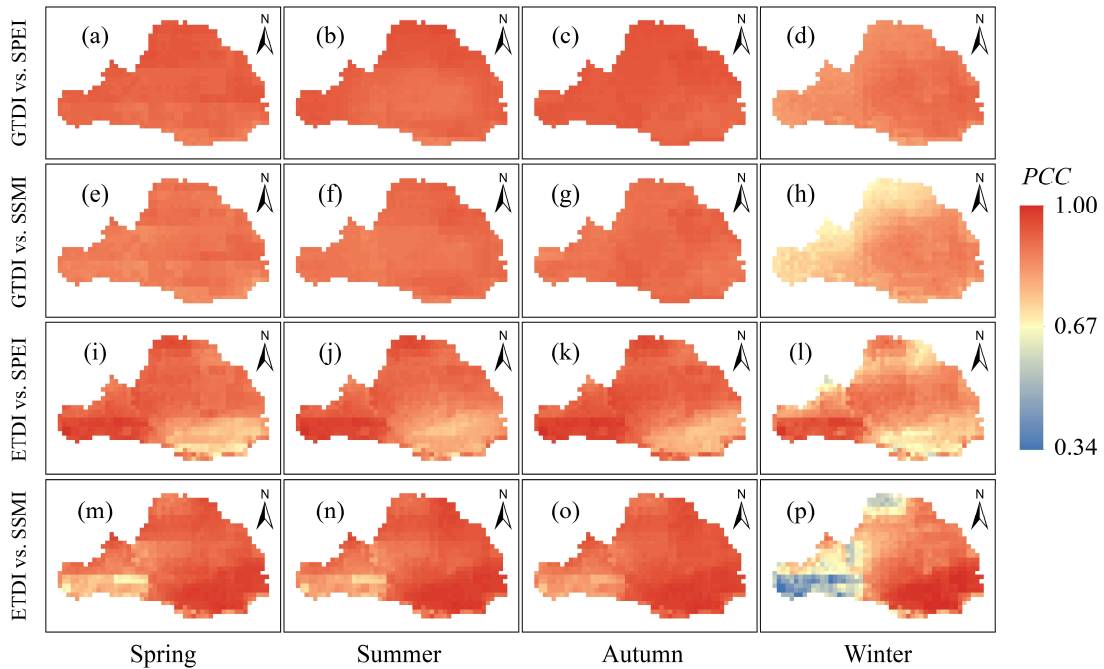 GTDI vs. SPEI
(a) N
(b) N
(c) N
(d) N
GTDI vs. SSMI
(e) N
(f) N
(g) N
(h) N
PCC
1.00
0.67
0.34
ETDI vs. SPEI
(i) N
(j) N
(k) N
(l) N
ETDI vs. SSMI
(m) N
(n) N
(o) N
(p) N
Spring Summer Autumn Winter